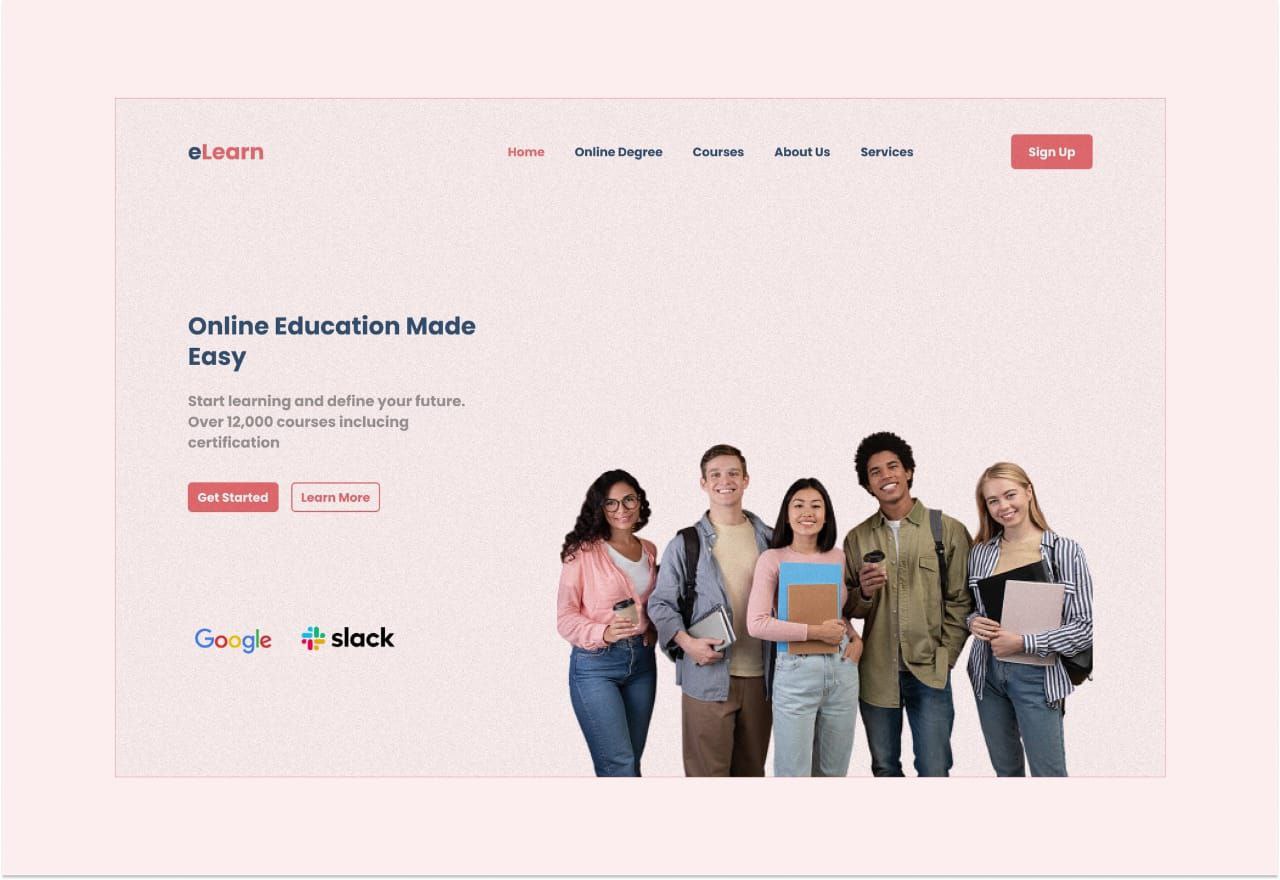 eLearn
Home Online Degree Courses About Us Services Sign Up
Online Education Made
Easy
Start learning and define your future.
Over 12,000 courses inclucing
certification
Get Started Learn More
Google slack